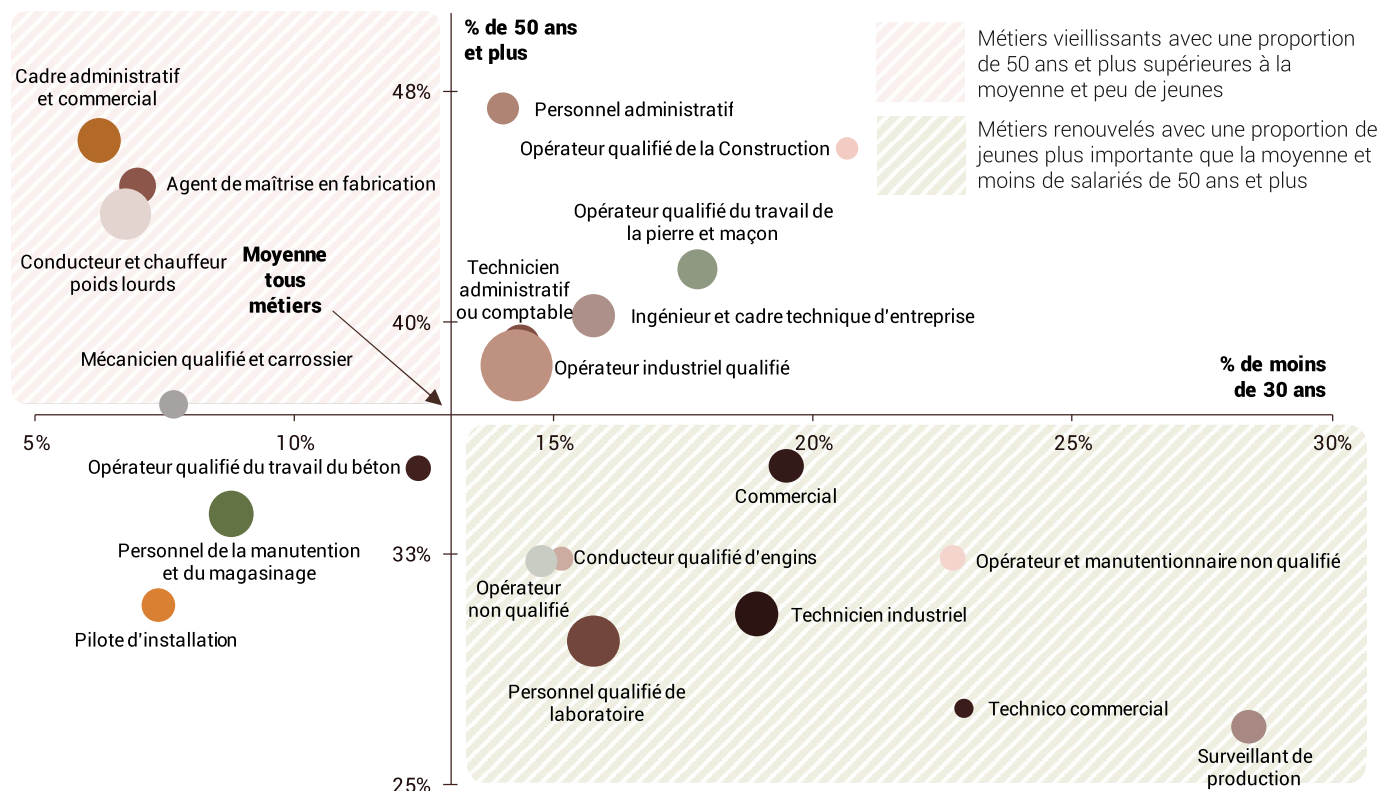 % de 50 ans
et plus
Métiers vieillissants avec une proportion
de 50 ans et plus supérieures à la
moyenne et peu de jeunes
Métiers renouvelés avec une proportion de
jeunes plus importante que la moyenne et
moins de salariés de 50 ans et plus
Cadre administratif
et commercial
48%
Personnel administratif
Opérateur qualifié de la Construction
Agent de maîtrise en fabrication
Opérateur qualifié du travail de
la pierre et maçon
Conducteur et chauffeur
poids lourds
Moyenne
tous
métiers
Technicien
administratif
ou comptable
40%
Ingénieur et cadre technique d'entreprise
Mécanicien qualifié et carrossier
Opérateur industriel qualifié
% de moins
de 30 ans
5%
10%
15%
20%
25%
30%
Opérateur qualifié du travail du béton
Commercial
Personnel de la manutention
et du magasinage
33%
Conducteur qualifié d'engins
Opérateur et manutentionnaire non qualifié
Opérateur
non qualifié
Technicien industriel
Pilote d'installation
Personnel qualifié de
laboratoire
Technico commercial
Surveillant de
production
25%